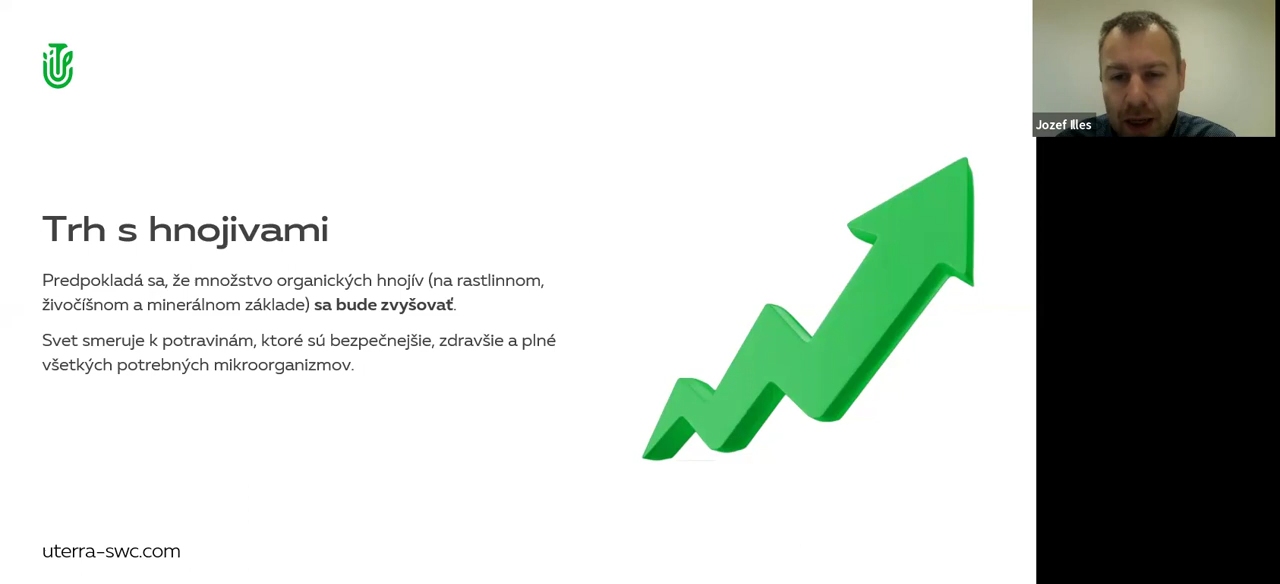 Trh s hnojivami
Predpokladá sa, že množstvo organických hnojív (na rastlinnom,
živočíšnom a minerálnom základe) sa bude zvyšovať.
Svet smeruje k potravinám, ktoré sú bezpečnejšie, zdravšie a plné
všetkých potrebných mikroorganizmov.
uterra-swc.com
Jozef Illes